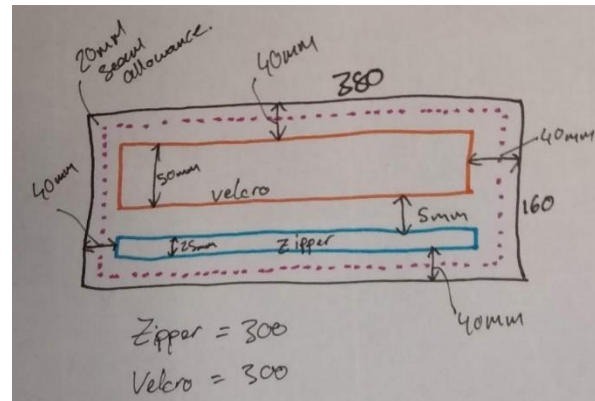 20mm
seam
allowance.
40mm
380
40mm
50mm
velcro
40mm
5mm
160
25mm
Zipper
40mm
Zipper = 300
Velcro = 300